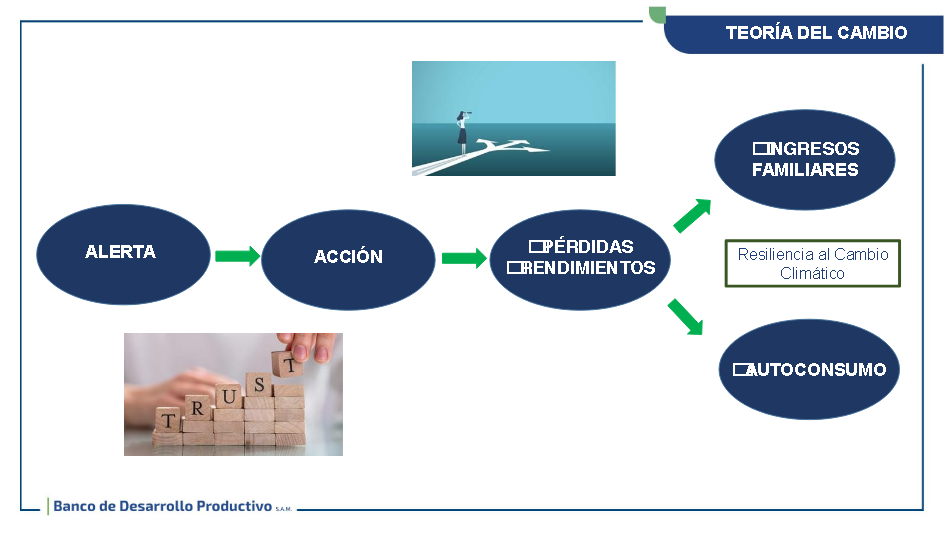 TEORÍA DEL CAMBIO
INGRESOS
FAMILIARES
ALERTA
ACCIÓN
PÉRDIDAS
RENDIMIENTOS
Resiliencia al Cambio
Climático
AUTOCONSUMO
T R U S T
Banco de Desarrollo Productivo S.A.M.